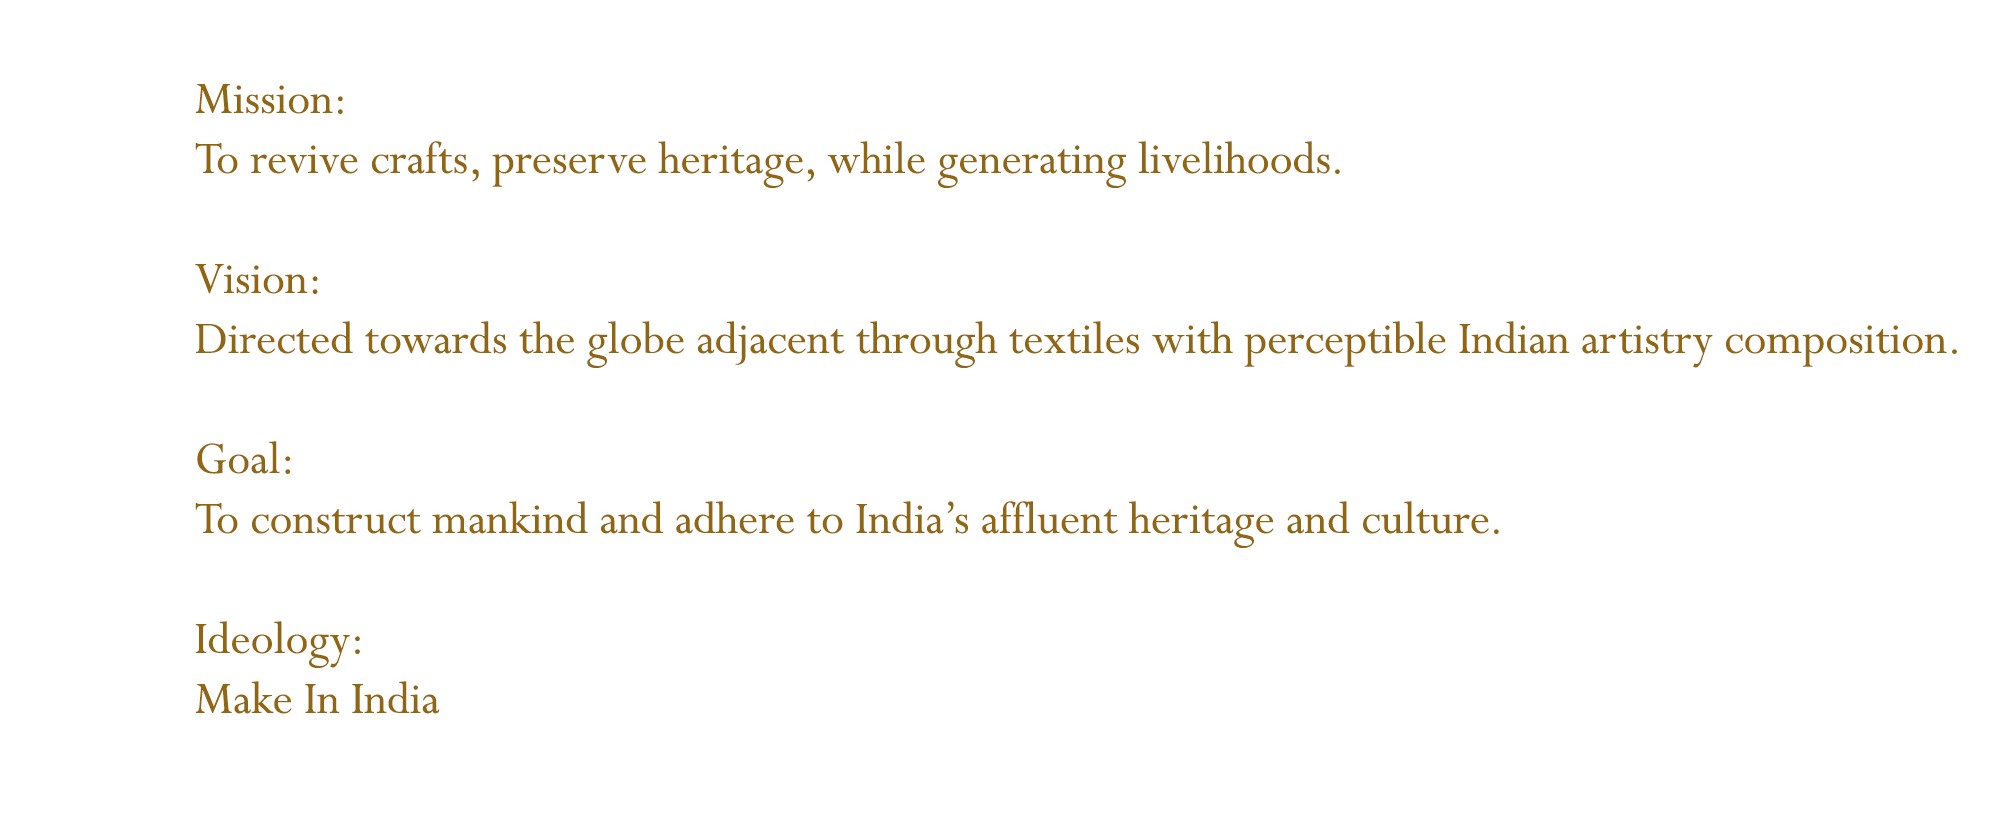 Mission:
To revive crafts, preserve heritage, while generating livelihoods.
Vision:
Directed towards the globe adjacent through textiles with perceptible Indian artistry composition.
Goal:
To construct mankind and adhere to India’s affluent heritage and culture.
Ideology:
Make In India